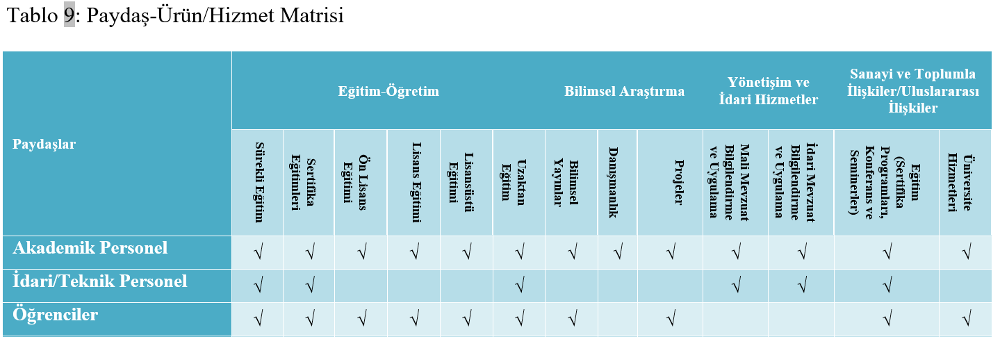 Tablo 9: Paydaş-Ürün/Hizmet Matrisi
Paydaşlar
Eğitim-Öğretim
Bilimsel Araştırma
Yönetişim ve
İdari Hizmetler
Sanayi ve Toplumla
İlişkiler/Uluslararası
İlişkiler
Sürekli Eğitim
Sertifika
Eğitimleri
Ön Lisans
Eğitimi
Lisans Eğitimi
Lisansüstü
Eğitimi
Uzaktan
Eğitim
Bilimsel
Yayınlar
Danışmanlık
Projeler
Mali Mevzuat
Bilgilendirme
ve Uygulama
İdari Mevzuat
Bilgilendirme
ve Uygulama
Eğitim
(Sertifika
Programları,
Konferans ve
Seminerler)
Üniversite
Hizmetleri
Akademik Personel √ √ √ √ √ √ √ √ √ √ √ √ √
İdari/Teknik Personel √ √ √ √ √ √
Öğrenciler √ √ √ √ √ √ √ √ √ √